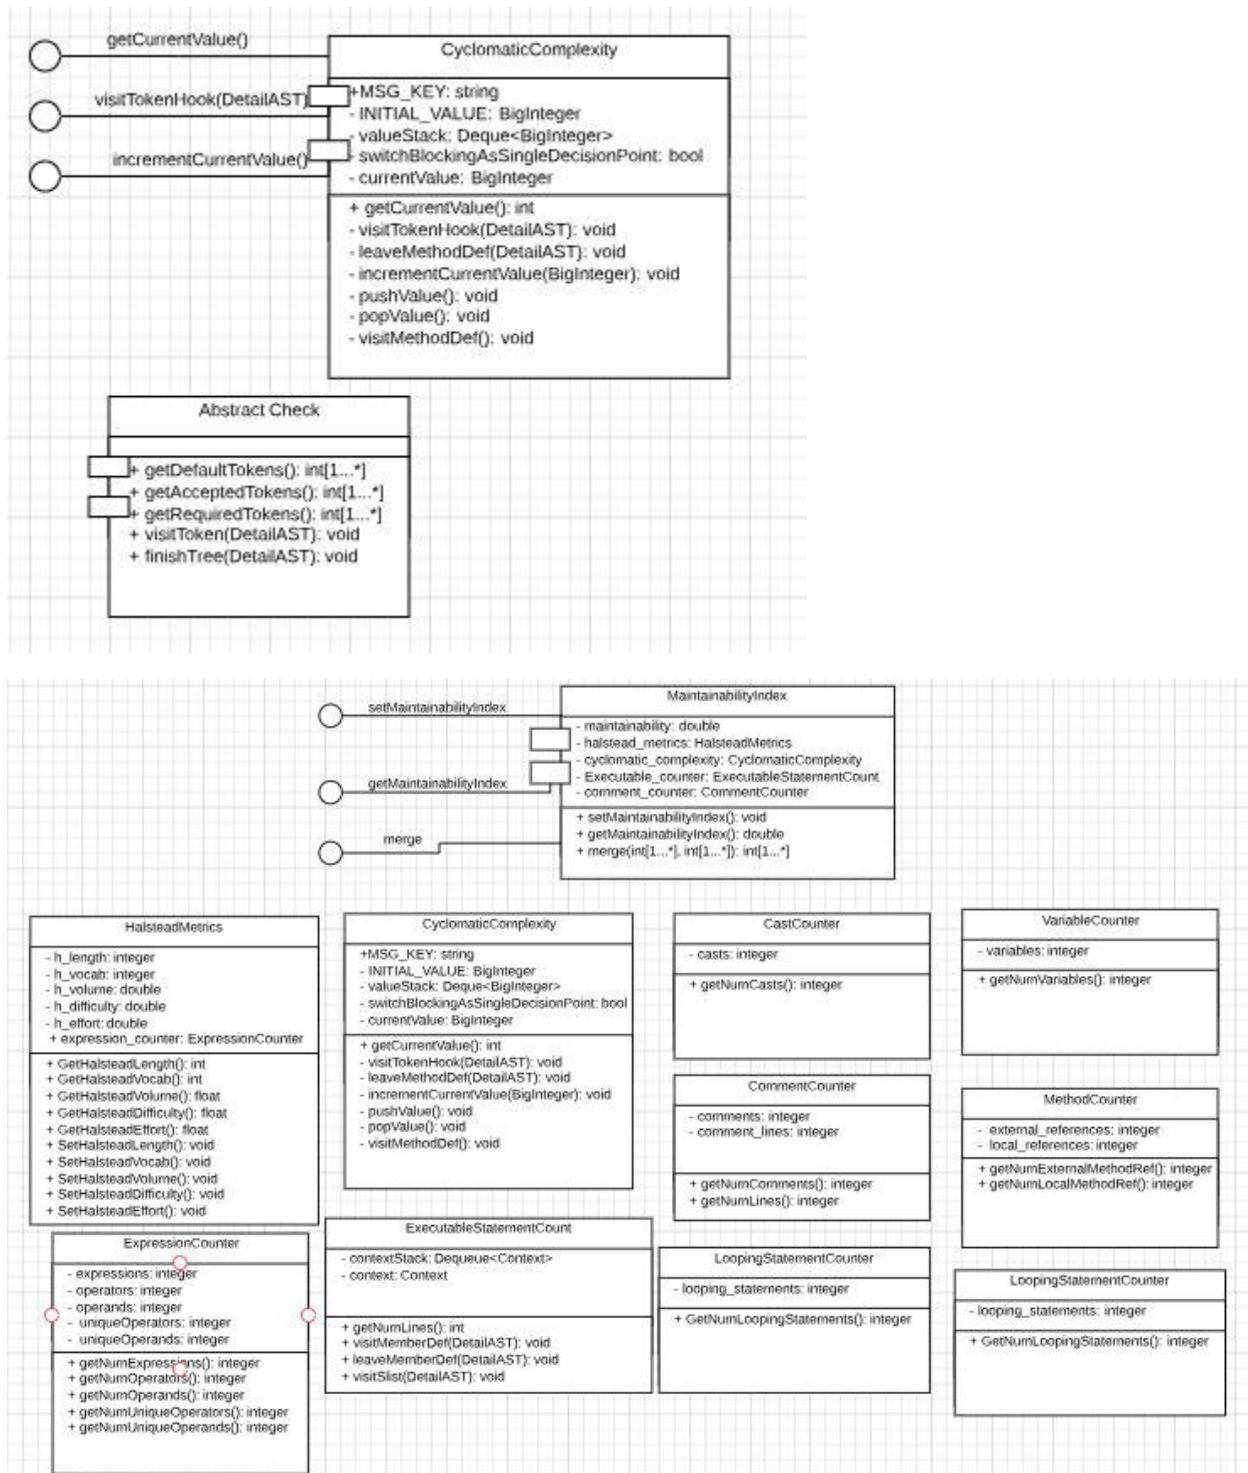 getCurrentValue()
visitTokenHook(DetailAST)
incrementCurrentValue()
CyclomaticComplexity
+MSG_KEY: string
- INITIAL_VALUE: BigInteger
- valueStack: Deque<BigInteger>
- switchBlockingAsSingleDecisionPoint: bool
- currentValue: BigInteger
+ getCurrentValue(): int
- visitTokenHook(DetailAST): void
- leaveMethodDef(DetailAST): void
- incrementCurrentValue(BigInteger): void
- pushValue(): void
- popValue(): void
- visitMethodDef(): void
Abstract Check
+ getDefaultTokens(): int[1...*]
+ getAcceptedTokens(): int[1...*]
+ getRequiredTokens(): int[1...*]
+ visitToken(DetailAST): void
+ finishTree(DetailAST): void
setMaintainabilityIndex
getMaintainabilityIndex
merge
MaintainabilityIndex
- maintainability: double
- halstead_metrics: HalsteadMetrics
- cyclomatic_complexity: CyclomaticComplexity
- Executable_counter: ExecutableStatementCount
- comment_counter: CommentCounter
+ setMaintainabilityIndex(): void
+ getMaintainabilityIndex(): double
+ merge(int[1...*], int[1...*]): int[1...*]
HalsteadMetrics
- h_length: integer
- h_vocab: integer
- h_volume: double
- h_difficulty: double
- h_effort: double
+ expression_counter: ExpressionCounter
+ GetHalsteadLength(): int
+ GetHalsteadVocab(): int
+ GetHalsteadVolume(): float
+ GetHalsteadDifficulty(): float
+ GetHalsteadEffort(): float
+ SetHalsteadLength(): void
+ SetHalsteadVocab(): void
+ SetHalsteadVolume(): void
+ SetHalsteadDifficulty(): void
+ SetHalsteadEffort(): void
CyclomaticComplexity
+MSG_KEY: string
- INITIAL_VALUE: BigInteger
- valueStack: Deque<BigInteger>
- switchBlockingAsSingleDecisionPoint: bool
- currentValue: BigInteger
+ getCurrentValue(): int
- visitTokenHook(DetailAST): void
- leaveMethodDef(DetailAST): void
- incrementCurrentValue(BigInteger): void
- pushValue(): void
- popValue(): void
- visitMethodDef(): void
CastCounter
- casts: integer
+ getNumCasts(): integer
VariableCounter
- variables: integer
+ getNumVariables(): integer
CommentCounter
- comments: integer
- comment_lines: integer
+ getNumComments(): integer
+ getNumLines(): integer
MethodCounter
- external_references: integer
- local_references: integer
+ getNumExternalMethodRef(): integer
+ getNumLocalMethodRef(): integer
ExpressionCounter
- expressions: integer
- operators: integer
- operands: integer
- uniqueOperators: integer
- uniqueOperands: integer
+ getNumExpressions(): integer
+ getNumOperators(): integer
+ getNumOperands(): integer
+ getNumUniqueOperators(): integer
+ getNumUniqueOperands(): integer
ExecutableStatementCount
- contextStack: Dequeue<Context>
- context: Context
+ getNumLines(): int
+ visitMemberDef(DetailAST): void
+ leaveMemberDef(DetailAST): void
+ visitSlist(DetailAST): void
LoopingStatementCounter
- looping_statements: integer
+ GetNumLoopingStatements(): integer
LoopingStatementCounter
- looping_statements: integer
+ GetNumLoopingStatements(): integer